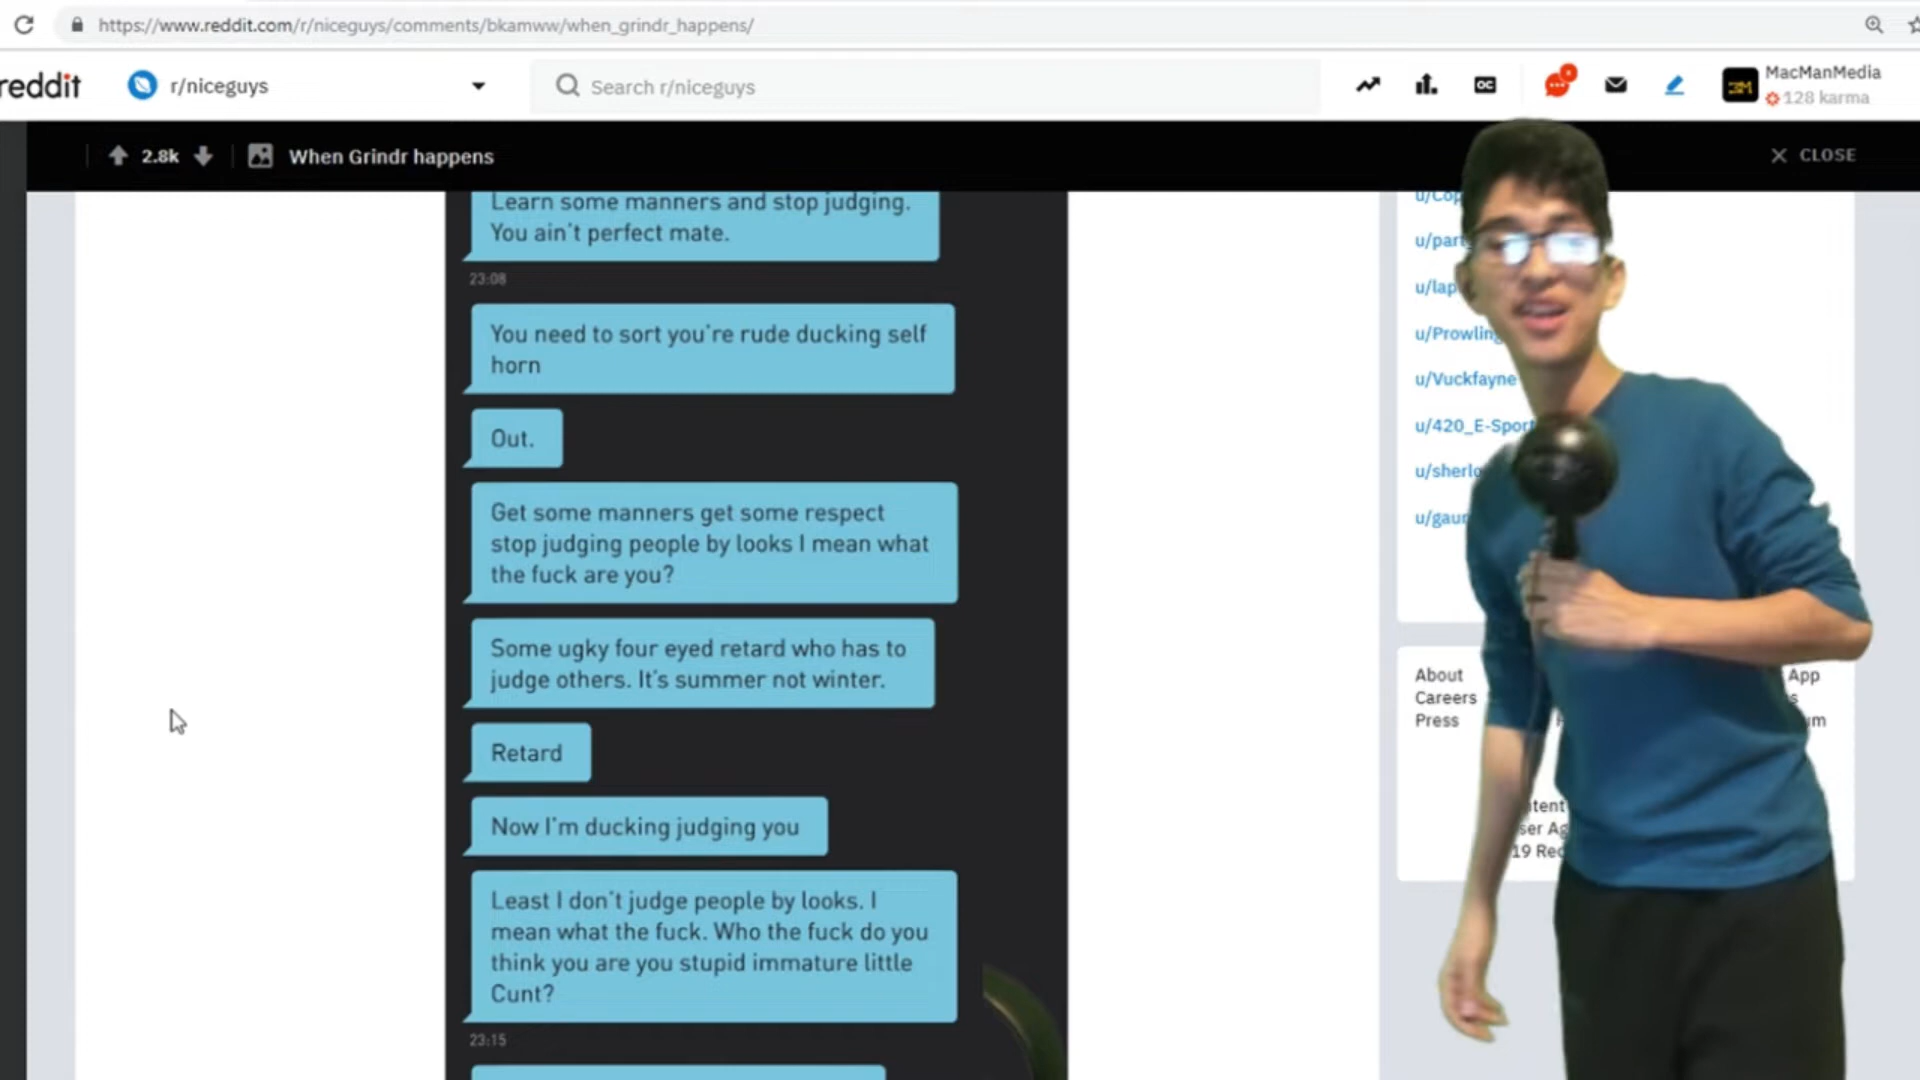 https://www.reddit.com/r/niceguys/comments/bkamww/when_grindr_happens/
reddit
r/niceguys
Search r/niceguys
OC
MacManMedia
128 karma
2.8k
When Grindr happens
CLOSE
Learn some manners and stop judging.
You ain't perfect mate.
23:08
You need to sort you're rude ducking self
horn
Out.
Get some manners get some respect
stop judging people by looks I mean what
the fuck are you?
Some ugky four eyed retard who has to
judge others. It's summer not winter.
Retard
Now I'm ducking judging you
Least I don't judge people by looks. I
mean what the fuck. Who the fuck do you
think you are you stupid immature little
Cunt?
23:15
u/Vuckfayne
u/420_E-Sport
About
Careers
Press
App